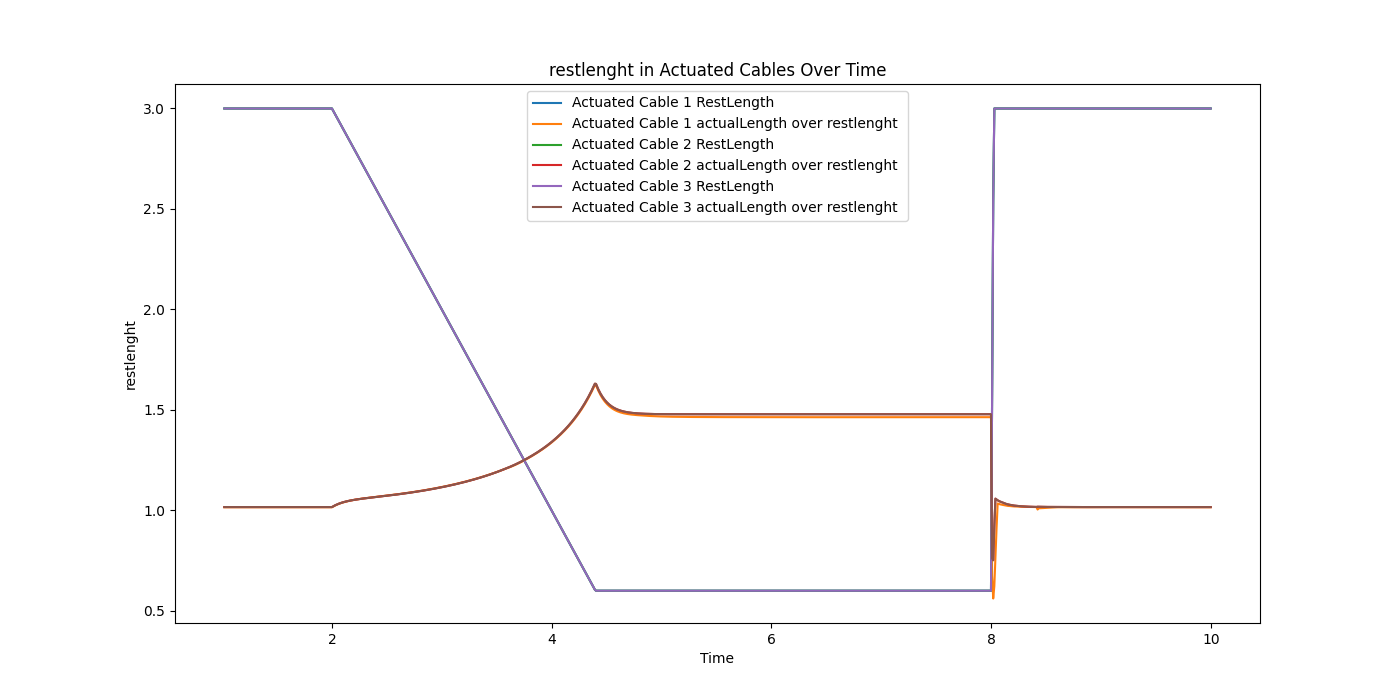 restlenght in Actuated Cables Over Time
Actuated Cable 1 RestLength
Actuated Cable 1 actualLength over restlenght
Actuated Cable 2 RestLength
Actuated Cable 2 actualLength over restlenght
Actuated Cable 3 RestLength
Actuated Cable 3 actualLength over restlenght
restlenght
3.0
2.5
2.0
1.5
1.0
0.5
2 4 6 8 10
Time